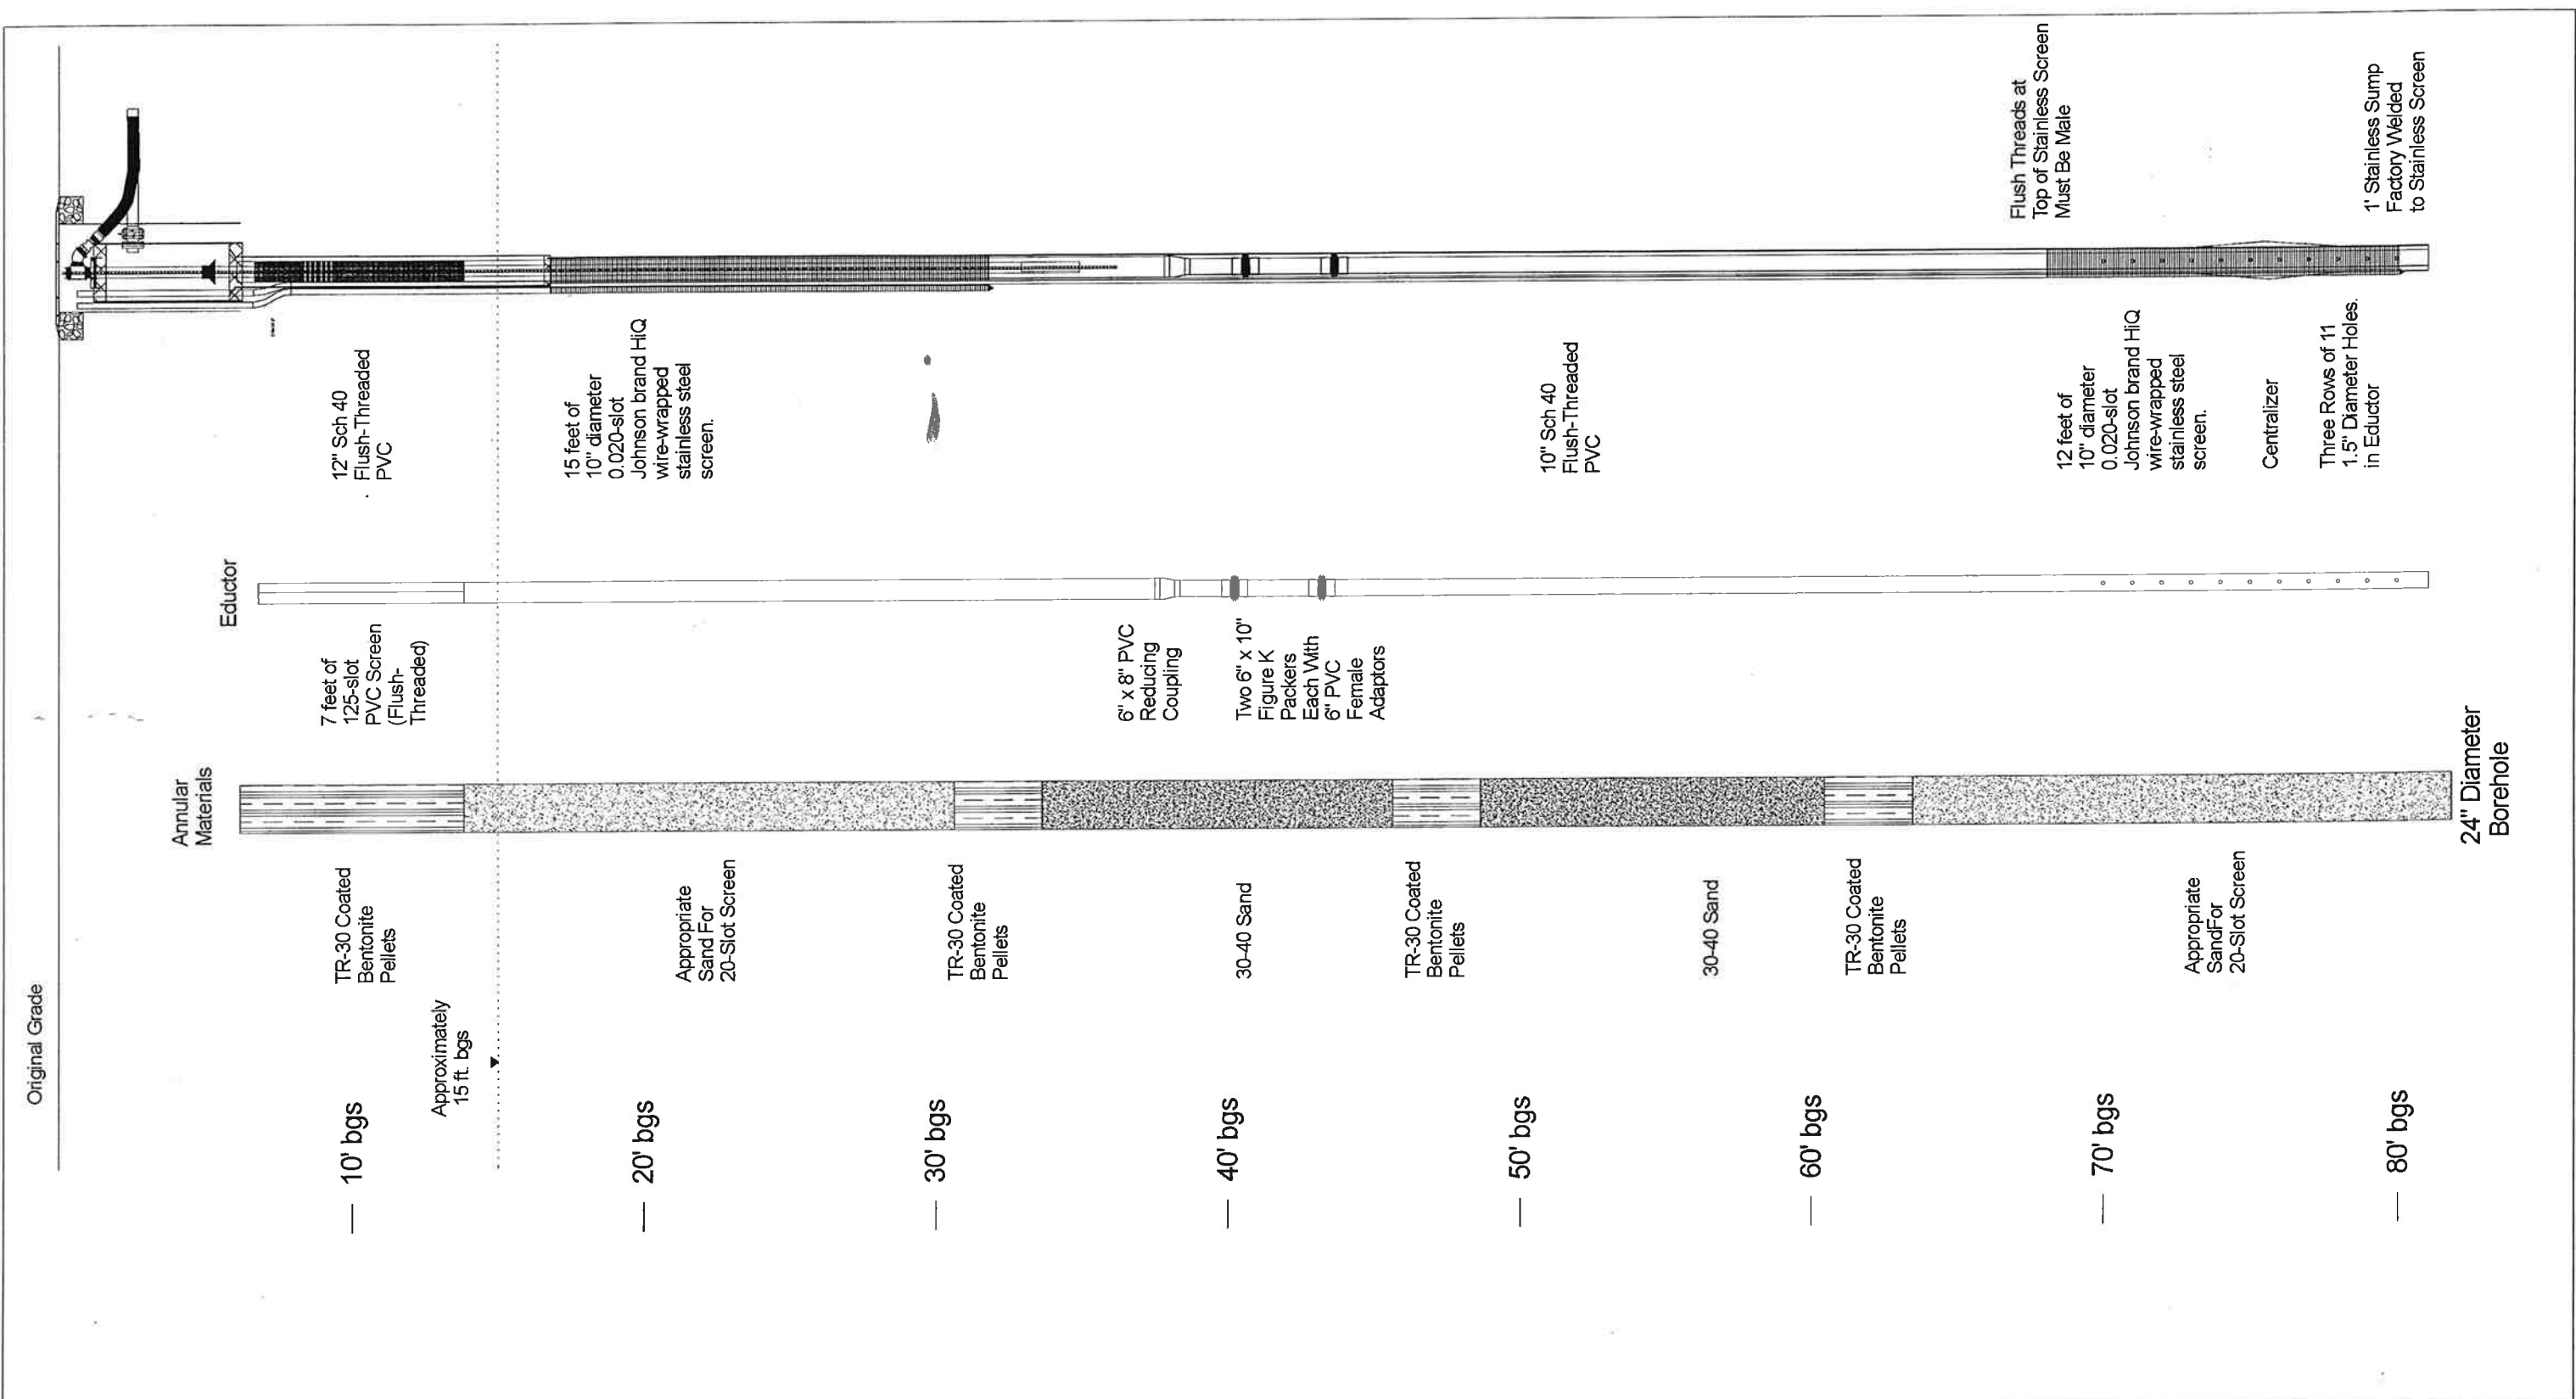 Original Grade
Annular
Materials
Eductor
Approximately
15 ft. bgs
10' bgs
20' bgs
30' bgs
40' bgs
50' bgs
60' bgs
70' bgs
80' bgs
TR-30 Coated
Bentonite
Pellets
Appropriate
Sand For
20-Slot Screen
TR-30 Coated
Bentonite
Pellets
30-40 Sand
TR-30 Coated
Bentonite
Pellets
30-40 Sand
TR-30 Coated
Bentonite
Pellets
Appropriate
SandFor
20-Slot Screen
24" Diameter
Borehole
7 feet of
125-slot
PVC Screen
(Flush-
Threaded)
6" x 8" PVC
Reducing
Coupling
Two 6" x 10"
Figure K
Packers
Each With
6" PVC
Female
Adaptors
12" Sch 40
Flush-Threaded
PVC
15 feet of
10" diameter
0.020-slot
Johnson brand HiQ
wire-wrapped
stainless steel
screen.
10" Sch 40
Flush-Threaded
PVC
12 feet of
10" diameter
0.020-slot
Johnson brand HiQ
wire-wrapped
stainless steel
screen.
Centralizer
Three Rows of 11
1.5" Diameter Holes.
in Eductor
Flush Threads at
Top of Stainless Screen
Must Be Male
1' Stainless Sump
Factory Welded
to Stainless Screen